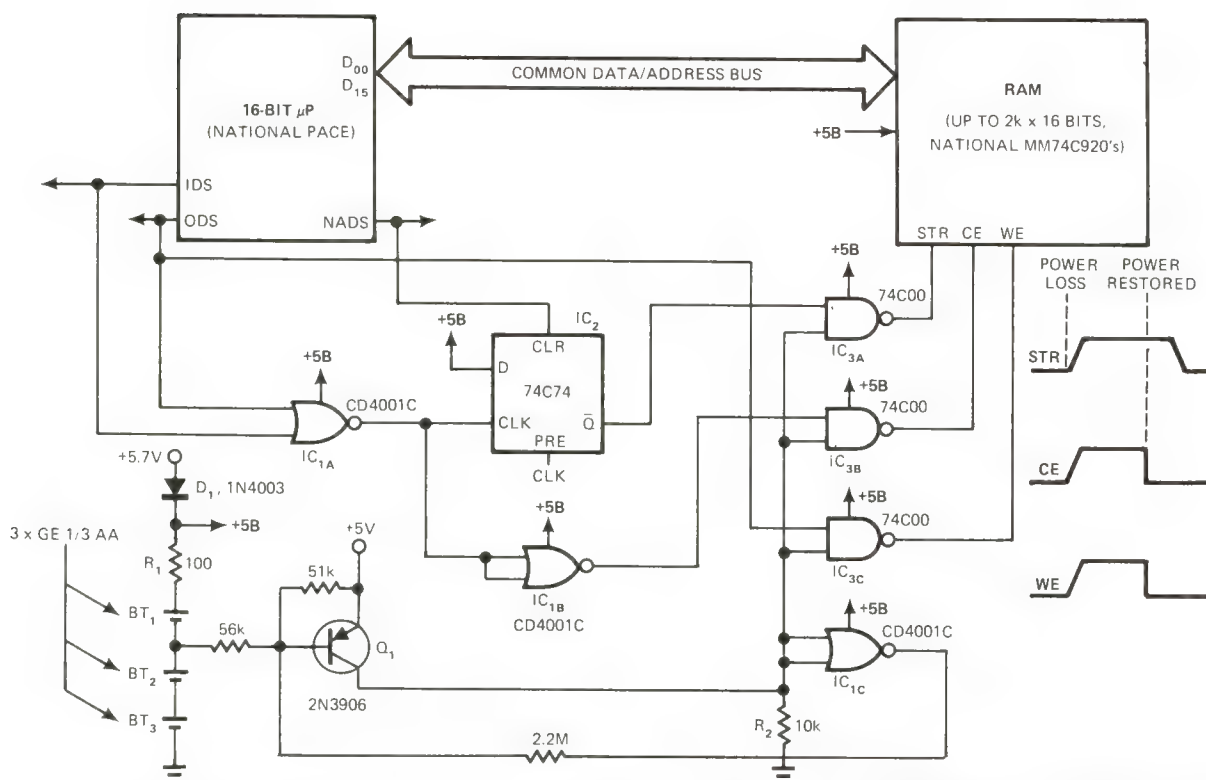 D00
D15
16-BIT µP
(NATIONAL PACE)
IDS
ODS
NADS
COMMON DATA/ADDRESS BUS
RAM
(UP TO 2k x 16 BITS,
NATIONAL MM74C920's)
+5B
STR CE WE
POWER LOSS
POWER RESTORED
STR
CE
WE
+5B
74C00
IC3A
+5B
74C00
IC3B
+5B
74C00
IC3C
+5B
IC1C
CD4001C
IC2
CLR
+5B
D
74C74
CLK
Q̄
PRE
CLK
+5B
CD4001C
IC1A
+5B
IC1B
CD4001C
+5.7V
D1, 1N4003
+5B
3 x GE 1/3 AA
R1
100
BT1
BT2
BT3
56k
51k
+5V
Q1
2N3906
2.2M
R2
10k